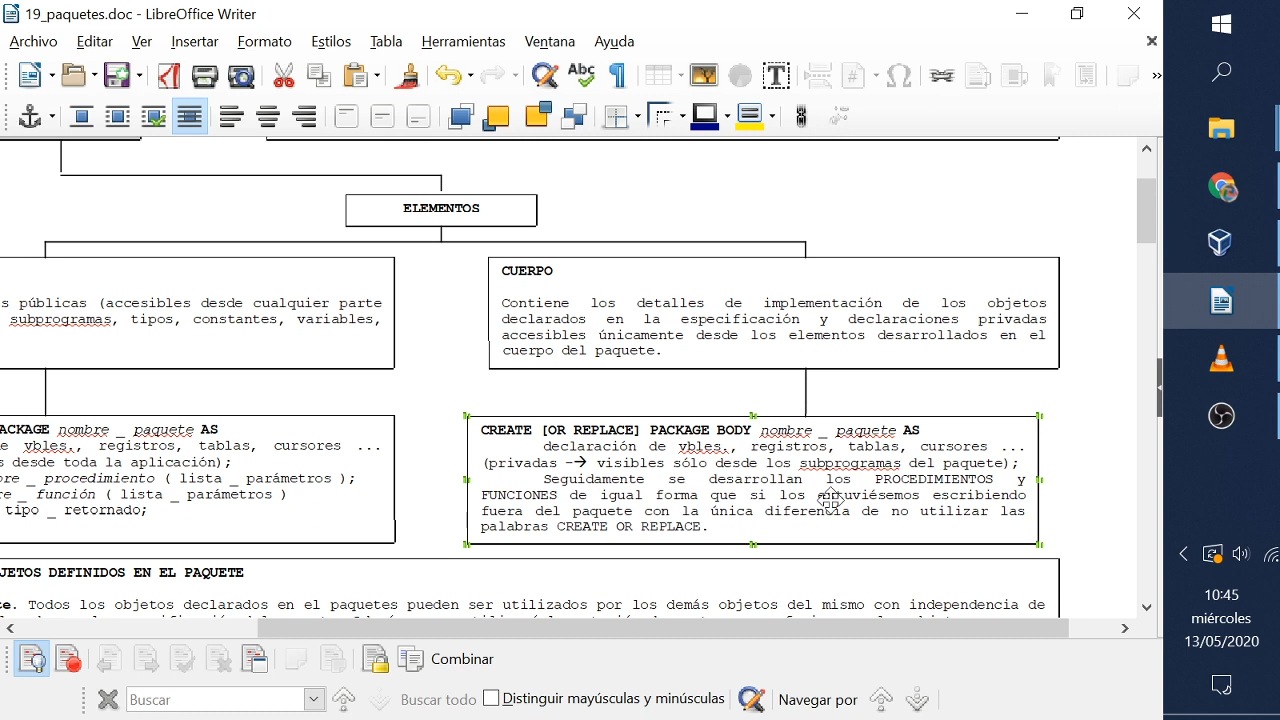 19_paquetes.doc - LibreOffice Writer
Archivo Editar Ver Insertar Formato Estilos Tabla Herramientas Ventana Ayuda
ELEMENTOS
s públicas (accesibles desde cualquier parte
subprogramas, tipos, constantes, variables,
CUERPO
Contiene los detalles de implementación de los objetos
declarados en la especificación y declaraciones privadas
accesibles únicamente desde los elementos desarrollados en el
cuerpo del paquete.
ACKAGE nombre _ paquete AS
e vbles,, registros, tablas, cursores ...
s desde toda la aplicación);
bre _ procedimiento ( lista _ parámetros );
re _ función ( lista _ parámetros )
tipo _ retornado;
CREATE [OR REPLACE] PACKAGE BODY nombre _ paquete AS
declaración de vbles,, registros, tablas, cursores ...
(privadas → visibles sólo desde los subprogramas del paquete);
Seguidamente se desarrollan los PROCEDIMIENTOS y
FUNCIONES de igual forma que si los estuviésemos escribiendo
fuera del paquete con la única diferencia de no utilizar las
palabras CREATE OR REPLACE.
JETOS DEFINIDOS EN EL PAQUETE
te. Todos los objetos declarados en el paquetes pueden ser utilizados por los demás objetos del mismo con independencia de
Combinar
Buscar
Buscar todo
Distinguir mayúsculas y minúsculas
Navegar por
10:45
miércoles
13/05/2020